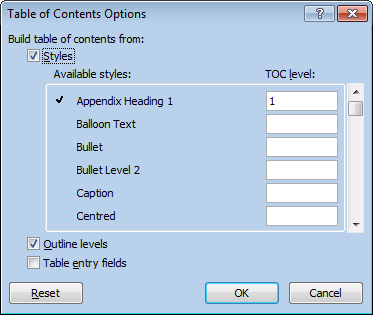 Table of Contents Options
Build table of contents from:
Styles
Available styles: TOC level:
Appendix Heading 1 1
Balloon Text
Bullet
Bullet Level 2
Caption
Centred
Outline levels
Table entry fields
Reset OK Cancel